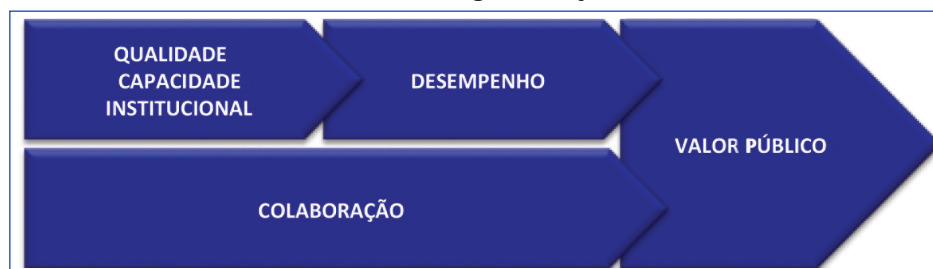 QUALIDADE
CAPACIDADE
INSTITUCIONAL
DESEMPENHO
VALOR PÚBLICO
COLABORAÇÃO